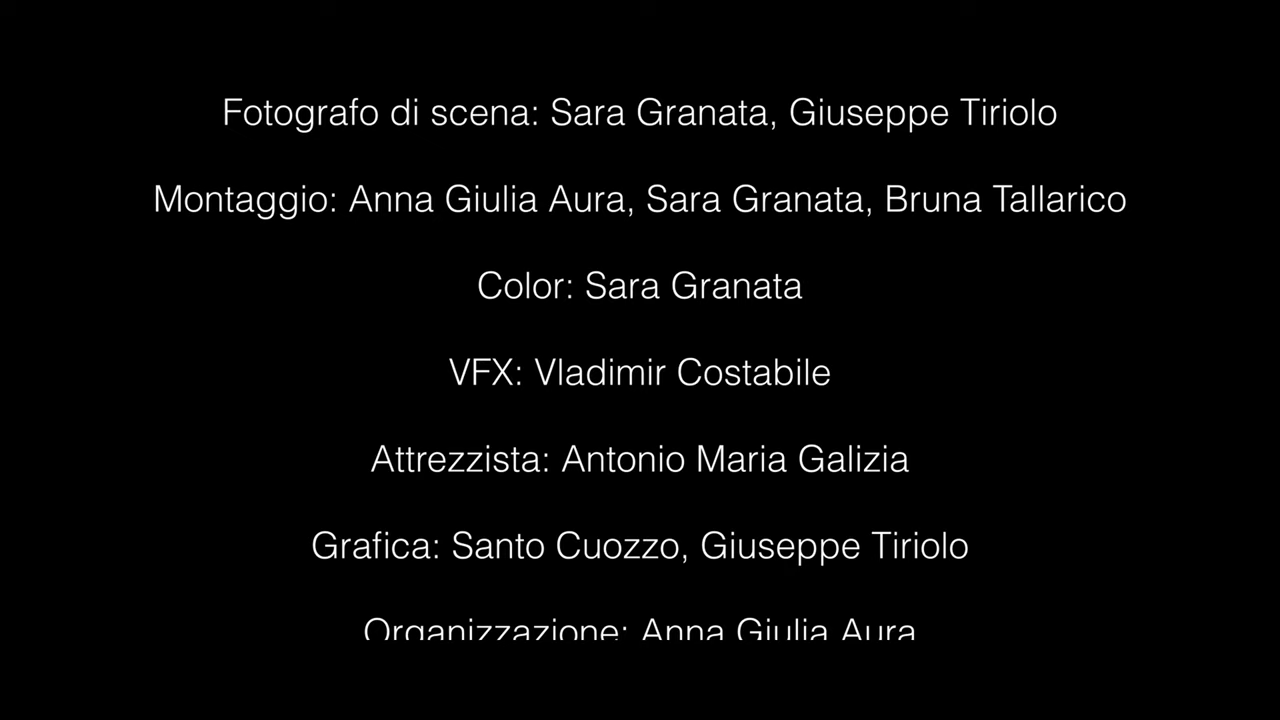 Fotografo di scena: Sara Granata, Giuseppe Tiriolo
Montaggio: Anna Giulia Aura, Sara Granata, Bruna Tallarico
Color: Sara Granata
VFX: Vladimir Costabile
Attrezzista: Antonio Maria Galizia
Grafica: Santo Cuozzo, Giuseppe Tiriolo
Organizzazione: Anna Giulia Aura